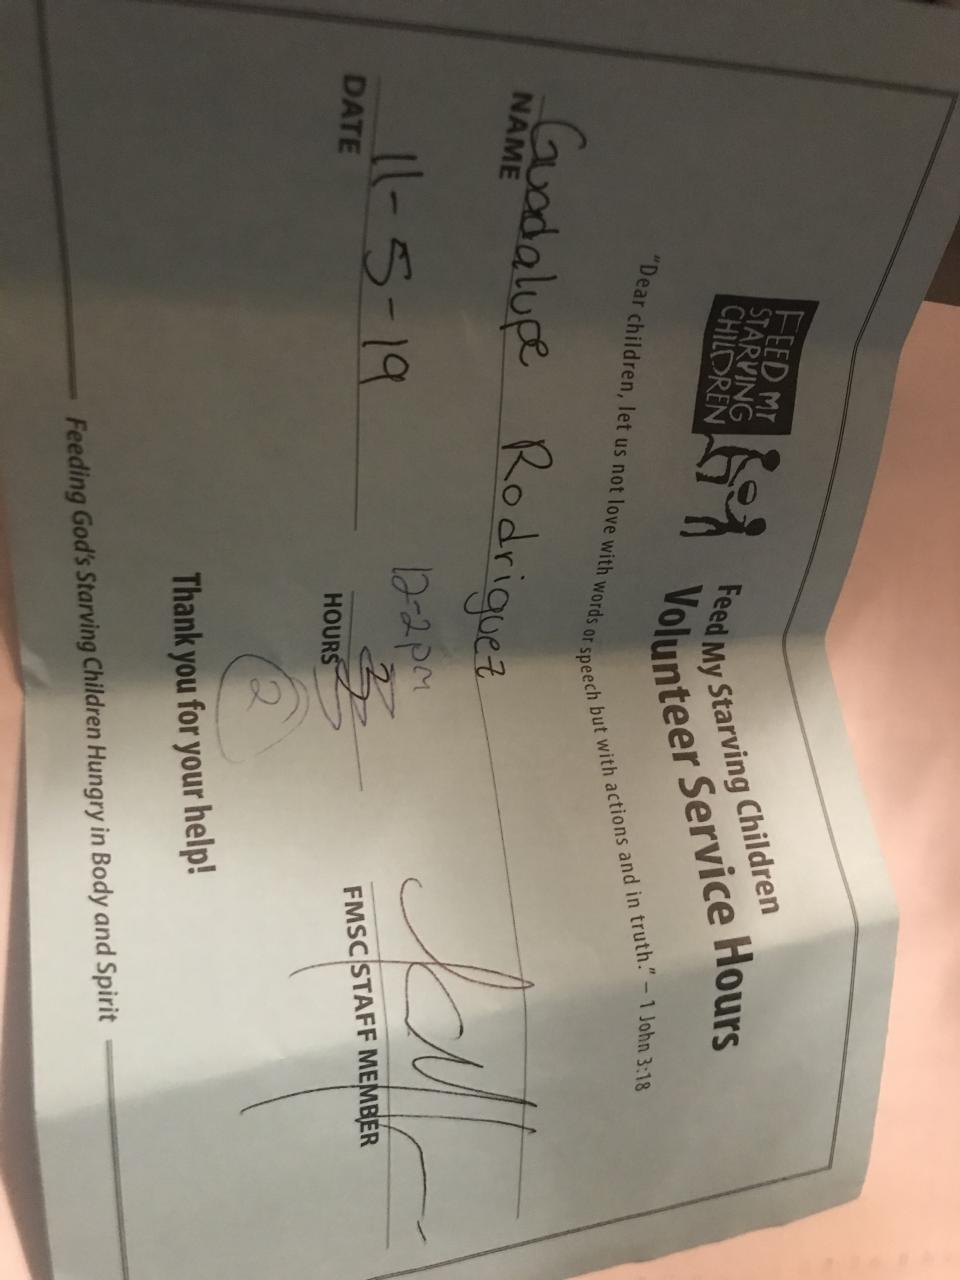 FEED MY
STARVING
CHILDREN
Feed My Starving Children
Volunteer Service Hours
"Dear children, let us not love with words or speech but with actions and in truth." – 1 John 3:18
Guadalupe Rodriguez
NAME
11-5-19
DATE
12-2pm
HOURS
2
FMSC STAFF MEMBER
Thank you for your help!
Feeding God's Starving Children Hungry in Body and Spirit